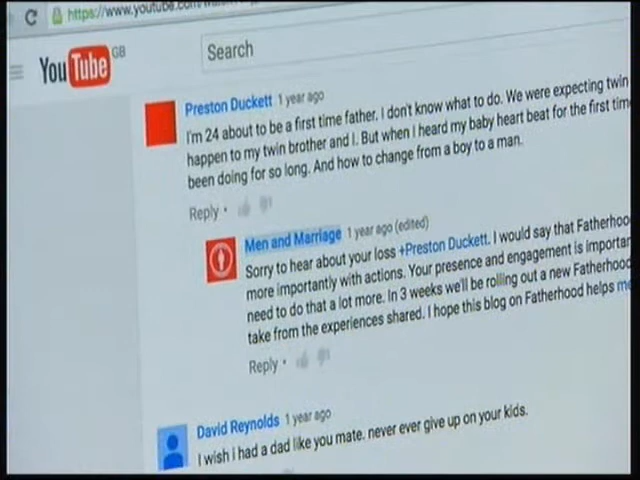 https://www.youtube.com
YouTube GB
Search
Preston Duckett 1 year ago
I'm 24 about to be a first time father. I don't know what to do. We were expecting twin
happen to my twin brother and I. But when I heard my baby heart beat for the first time
been doing for so long. And how to change from a boy to a man.
Reply •
Men and Marriage 1 year ago (edited)
Sorry to hear about your loss +Preston Duckett. I would say that Fatherhoo
more importantly with actions. Your presence and engagement is importan
need to do that a lot more. In 3 weeks we'll be rolling out a new Fatherhood
take from the experiences shared. I hope this blog on Fatherhood helps me
Reply •
David Reynolds 1 year ago
I wish i had a dad like you mate. never ever give up on your kids.